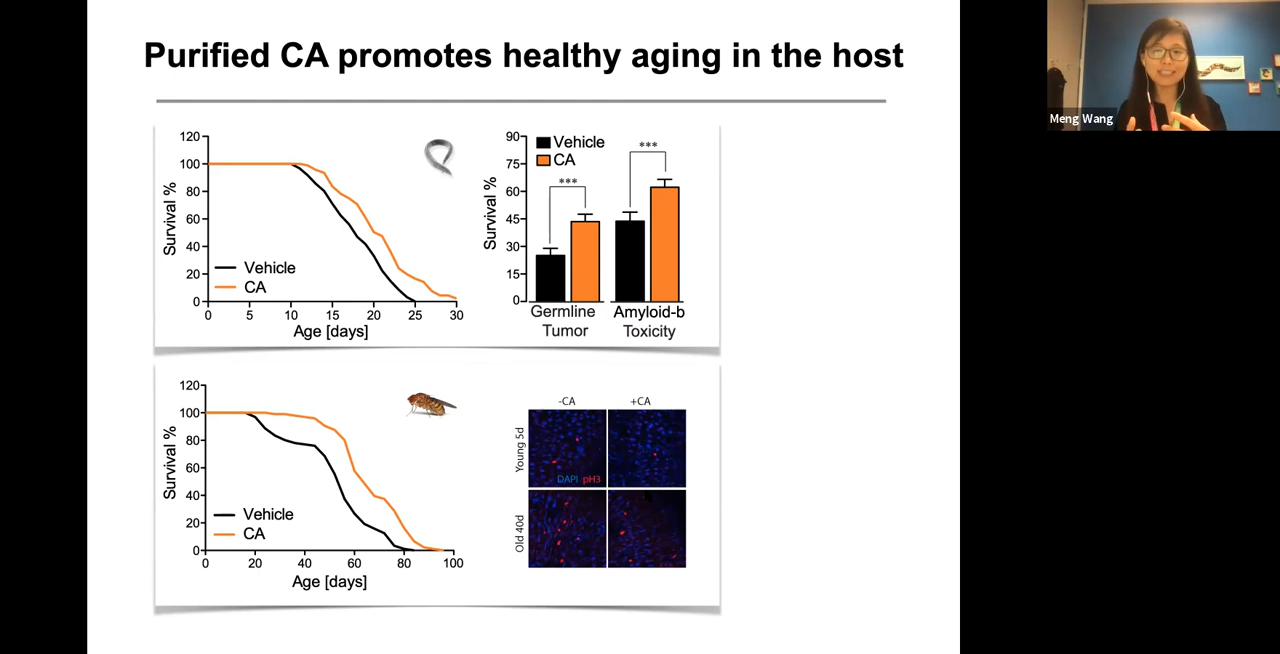 Purified CA promotes healthy aging in the host
Meng Wang
120
100
80
60
40
20
0
Survival %
Vehicle
CA
0 5 10 15 20 25 30
Age [days]
90
75
60
45
30
15
0
Survival %
Vehicle
CA
***
***
Germline
Tumor
Amyloid-b
Toxicity
120
100
80
60
40
20
0
Survival %
Vehicle
CA
0 20 40 60 80 100
Age [days]
-CA +CA
Young 5d
DAPI pH3
Old 40d